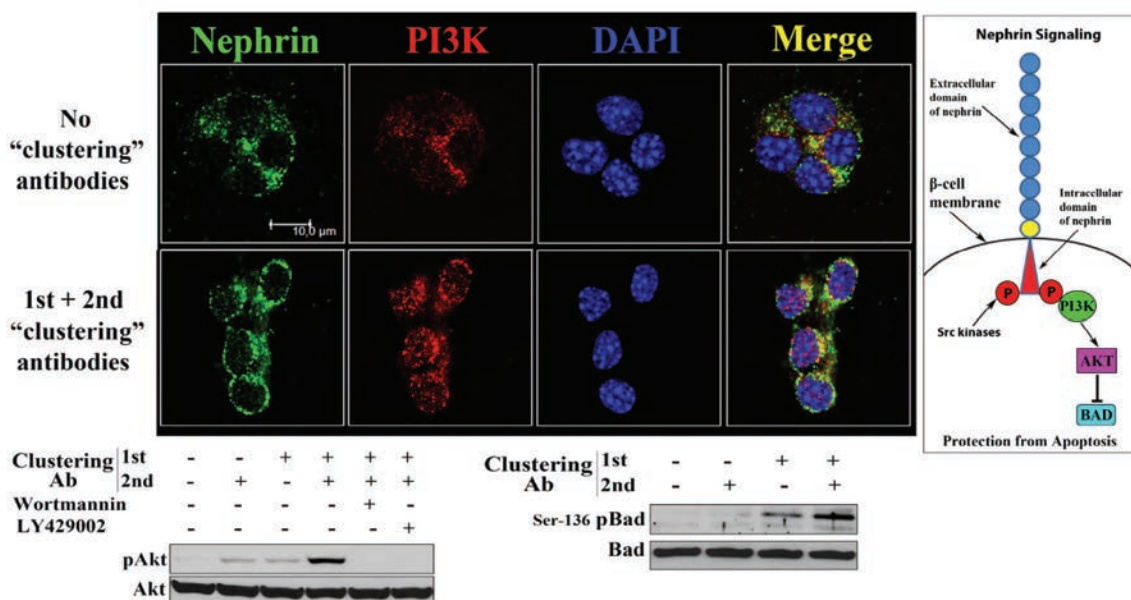 Nephrin PI3K DAPI Merge
No
“clustering”
antibodies
10,0 µm
1st + 2nd
“clustering”
antibodies
Nephrin Signaling
Extracellular
domain
of nephrin
β-cell
membrane
Intracellular
domain
of nephrin
P P
PI3K
Src kinases
AKT
BAD
Protection from Apoptosis
Clustering 1st - - + + + +
Ab 2nd - + - + + +
Wortmannin - - - - + -
LY429002 - - - - - +
pAkt
Akt
Clustering 1st - - + +
Ab 2nd - + - +
Ser-136 pBad
Bad